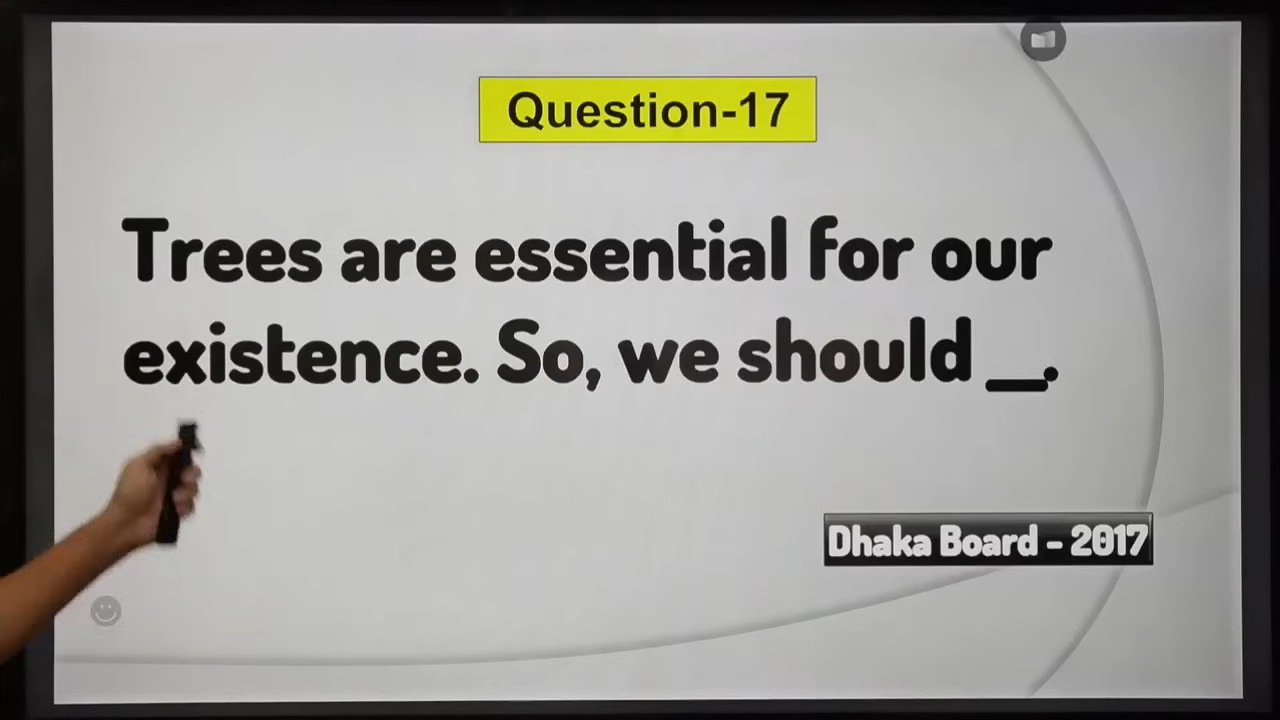 Question-17
Trees are essential for our
existence. So, we should __.
Dhaka Board - 2017